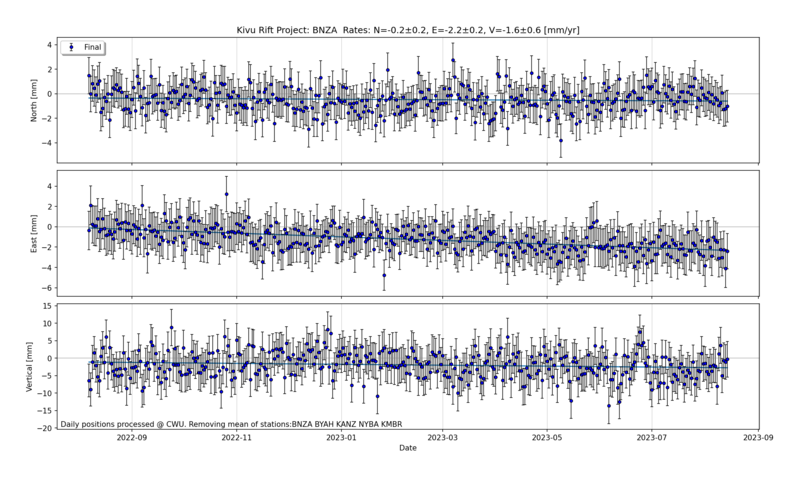 Kivu Rift Project: BNZA Rates: N=-0.2±0.2, E=-2.2±0.2, V=-1.6±0.6 [mm/yr]
Final
North [mm]
4
2
0
−2
−4
East [mm]
4
2
0
−2
−4
−6
Vertical [mm]
15
10
5
0
−5
−10
−15
−20
Daily positions processed @ CWU. Removing mean of stations:BNZA BYAH KANZ NYBA KMBR
2022-09 2022-11 2023-01 2023-03 2023-05 2023-07 2023-09
Date